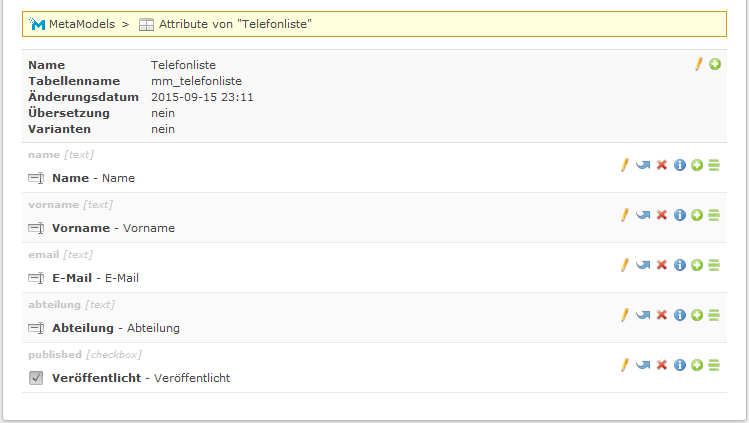 MetaModels > Attribute von "Telefonliste"
Name Telefonliste
Tabellenname mm_telefonliste
Änderungsdatum 2015-09-15 23:11
Übersetzung nein
Varianten nein
name [text]
Name - Name
vorname [text]
Vorname - Vorname
email [text]
E-Mail - E-Mail
abteilung [text]
Abteilung - Abteilung
published [checkbox]
Veröffentlicht - Veröffentlicht